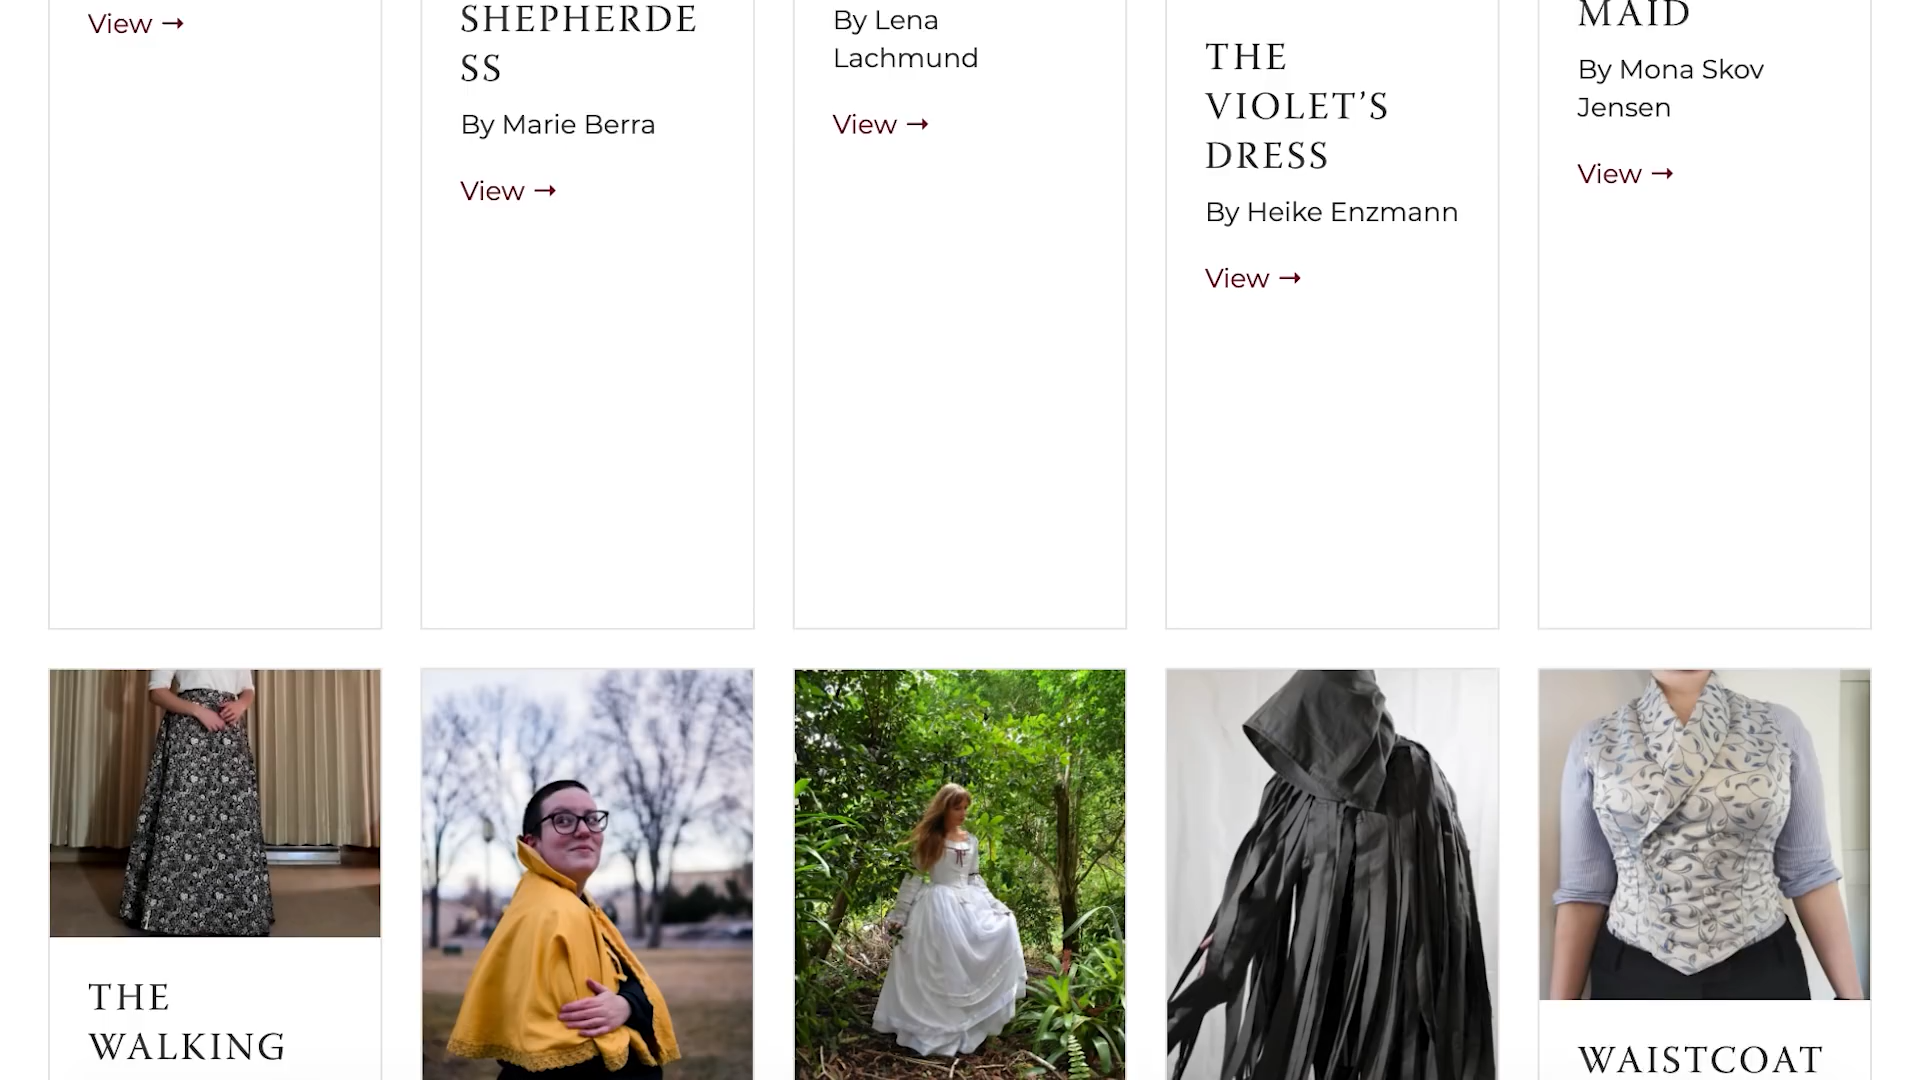 View →
SHEPHERDE
SS
By Marie Berra
View →
By Lena
Lachmund
View →
THE
VIOLET’S
DRESS
By Heike Enzmann
View →
MAID
By Mona Skov
Jensen
View →
THE
WALKING
WAISTCOAT